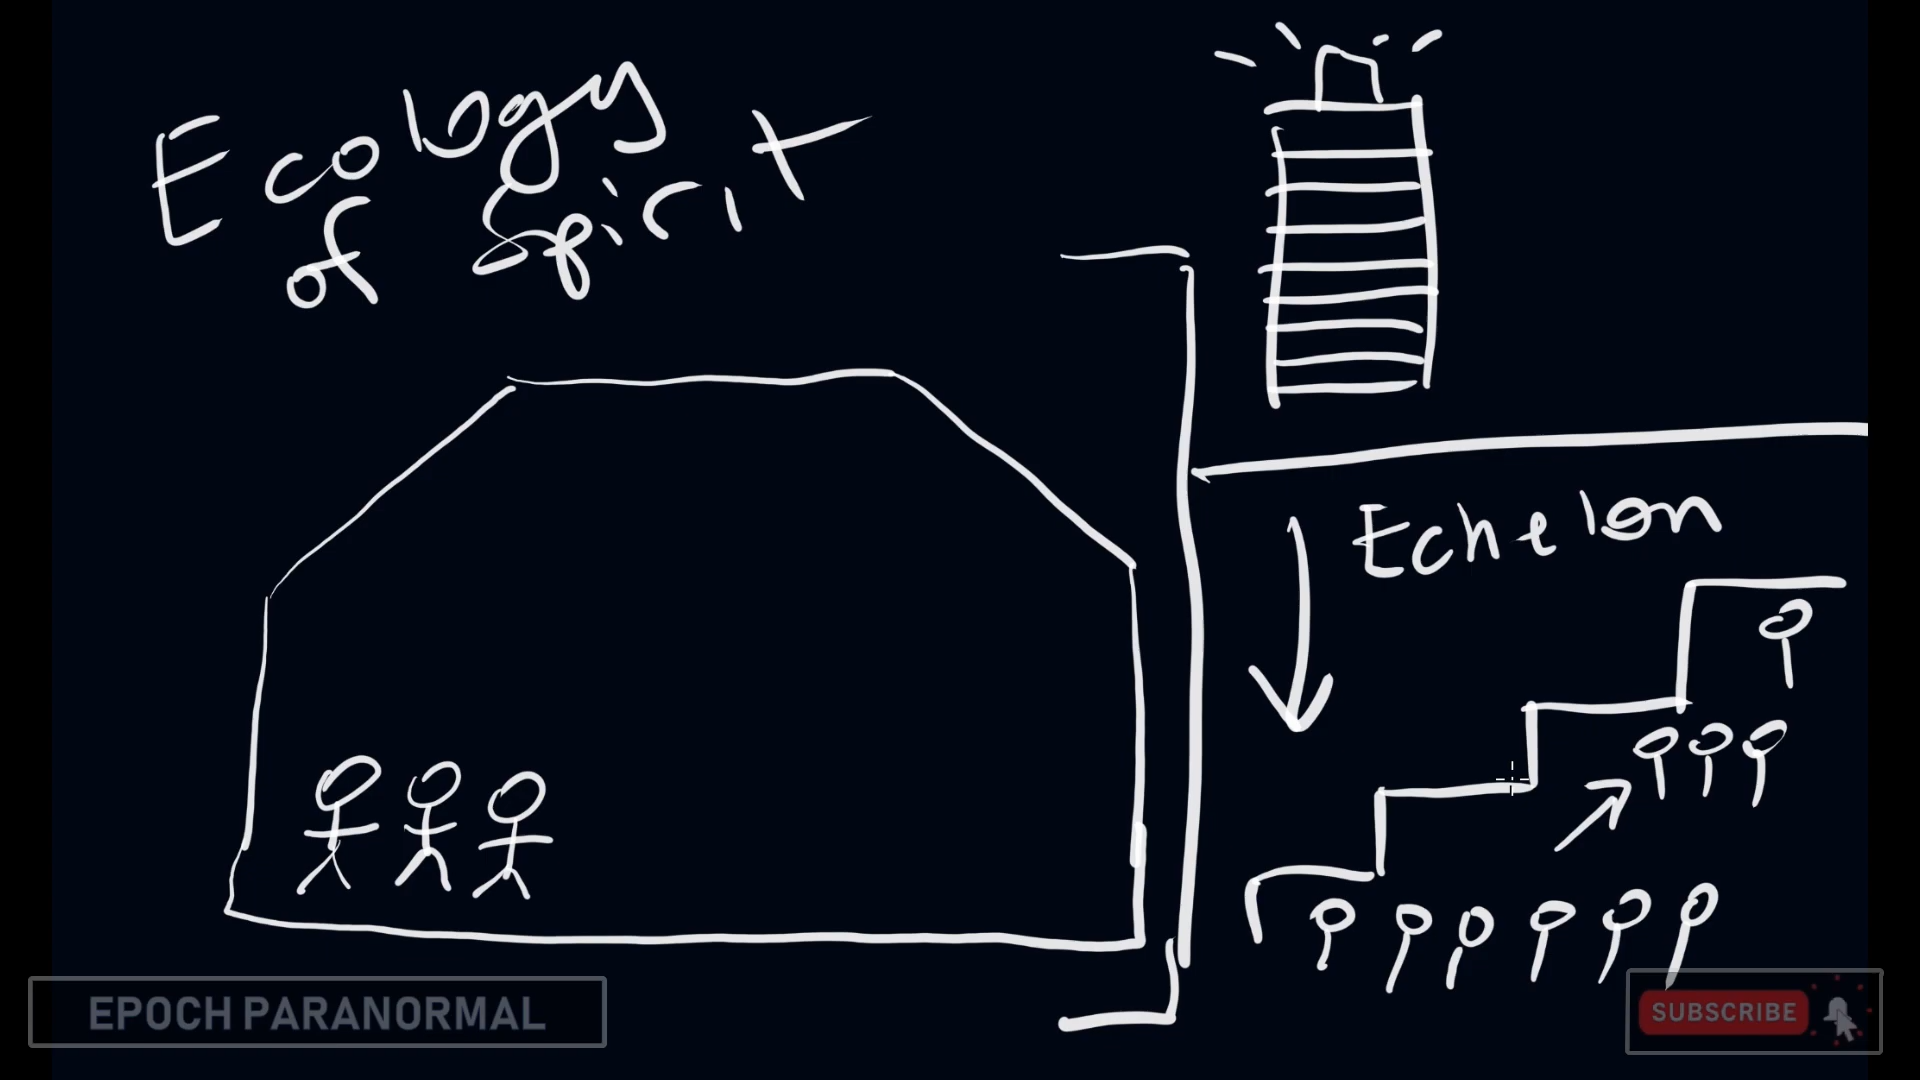 Ecology
of spirit
Echelon
EPOCH PARANORMAL
SUBSCRIBE